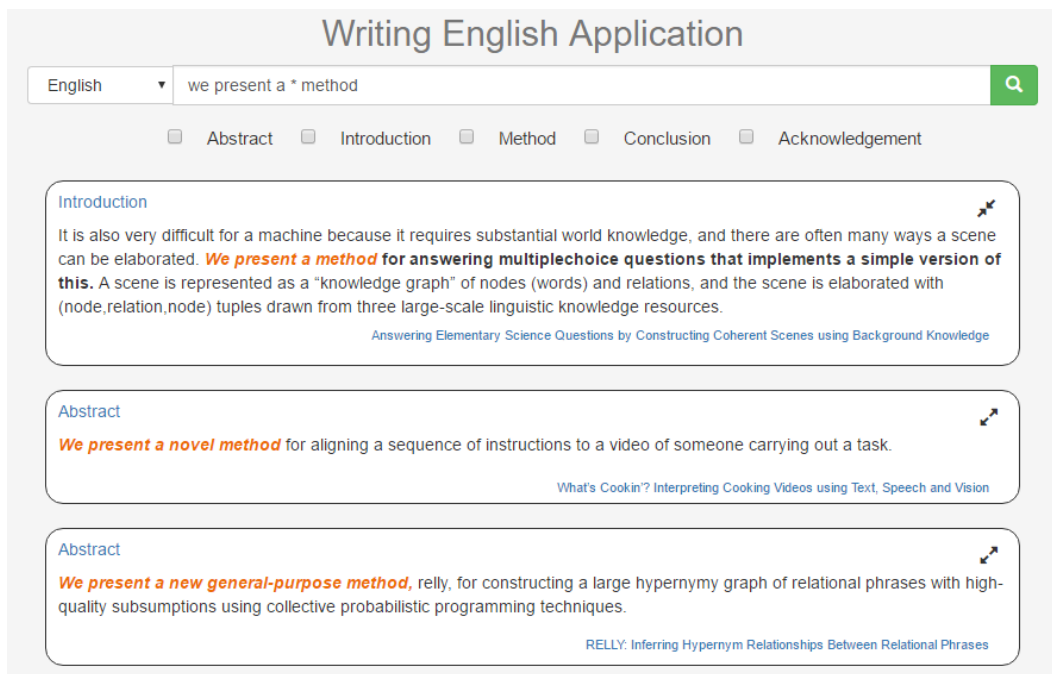 Writing English Application
English
we present a * method
Abstract Introduction Method Conclusion Acknowledgement
Introduction
It is also very difficult for a machine because it requires substantial world knowledge, and there are often many ways a scene
can be elaborated. We present a method for answering multiplechoice questions that implements a simple version of
this. A scene is represented as a “knowledge graph” of nodes (words) and relations, and the scene is elaborated with
(node,relation,node) tuples drawn from three large-scale linguistic knowledge resources.
Answering Elementary Science Questions by Constructing Coherent Scenes using Background Knowledge
Abstract
We present a novel method for aligning a sequence of instructions to a video of someone carrying out a task.
What's Cookin'? Interpreting Cooking Videos using Text, Speech and Vision
Abstract
We present a new general-purpose method, relly, for constructing a large hypernymy graph of relational phrases with high-
quality subsumptions using collective probabilistic programming techniques.
RELLY: Inferring Hypernym Relationships Between Relational Phrases